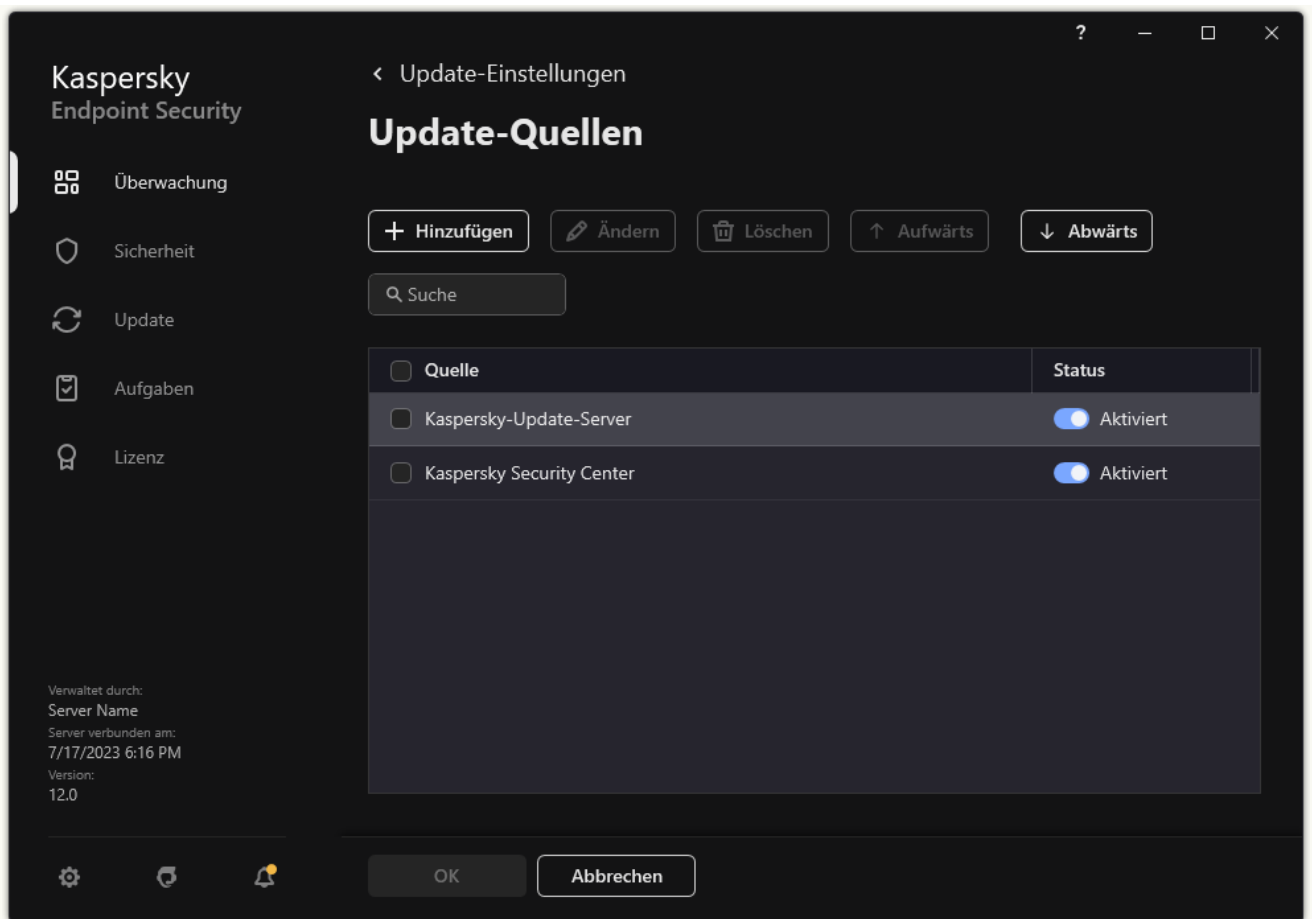 ?
Kaspersky
Endpoint Security
Überwachung
Sicherheit
Update
Aufgaben
Lizenz
Verwaltet durch:
Server Name
Server verbunden am:
7/17/2023 6:16 PM
Version:
12.0
Update-Einstellungen
Update-Quellen
Hinzufügen Ändern Löschen Aufwärts Abwärts
Suche
Quelle Status
Kaspersky-Update-Server Aktiviert
Kaspersky Security Center Aktiviert
OK Abbrechen